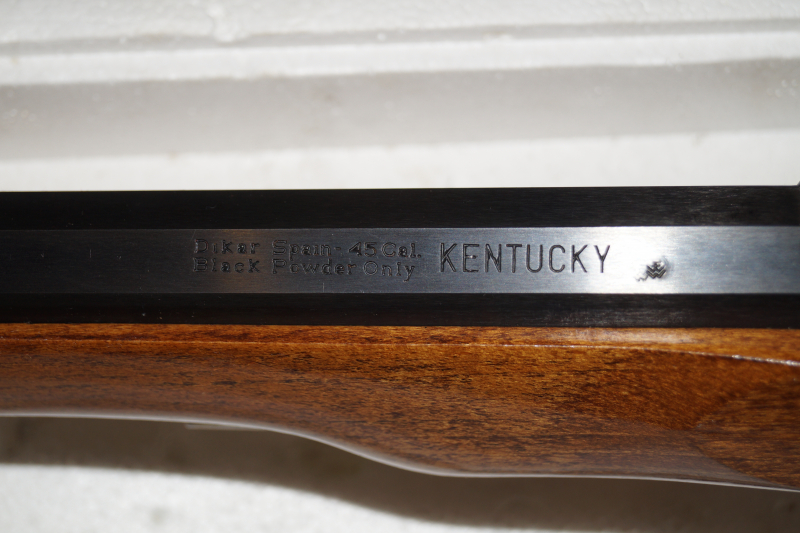 Dikar Spain - 45 Cal.
Black Powder Only
KENTUCKY